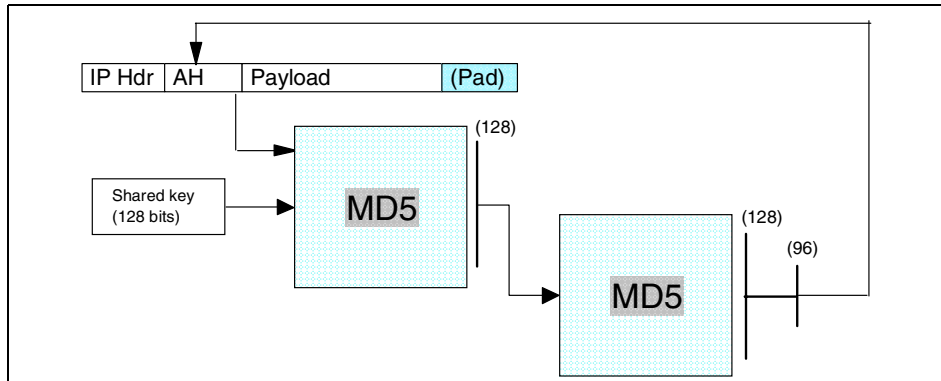 IP Hdr AH Payload (Pad)
(128)
Shared key
(128 bits)
MD5
(128)
(96)
MD5